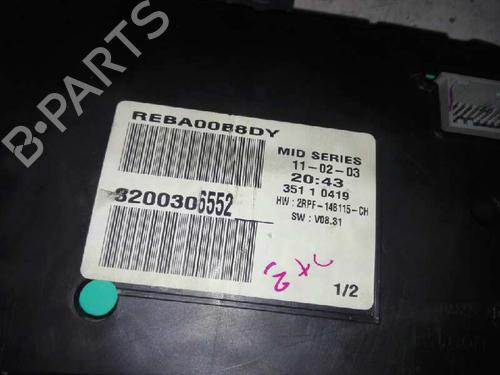 REBA00B8DY
MID SERIES
11-02-03
20:43
351 1 0419
HW : 2RPF-148115-CH
SW : V08.31
8200306552
1/2
B-PARTS
B-PARTS